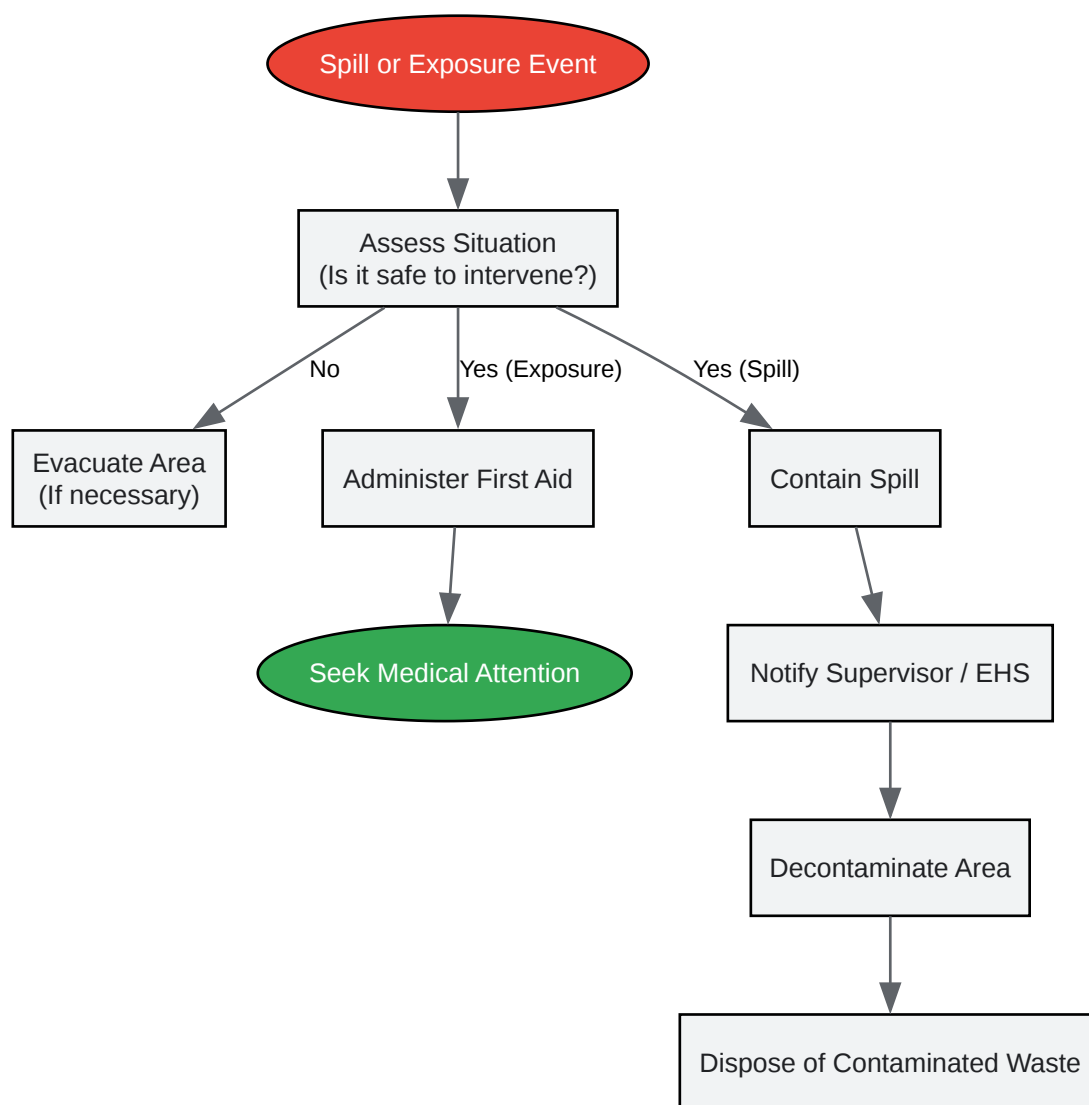 Spill or Exposure Event
Assess Situation
(Is it safe to intervene?)
No
Yes (Exposure)
Yes (Spill)
Evacuate Area
(If necessary)
Administer First Aid
Contain Spill
Seek Medical Attention
Notify Supervisor / EHS
Decontaminate Area
Dispose of Contaminated Waste